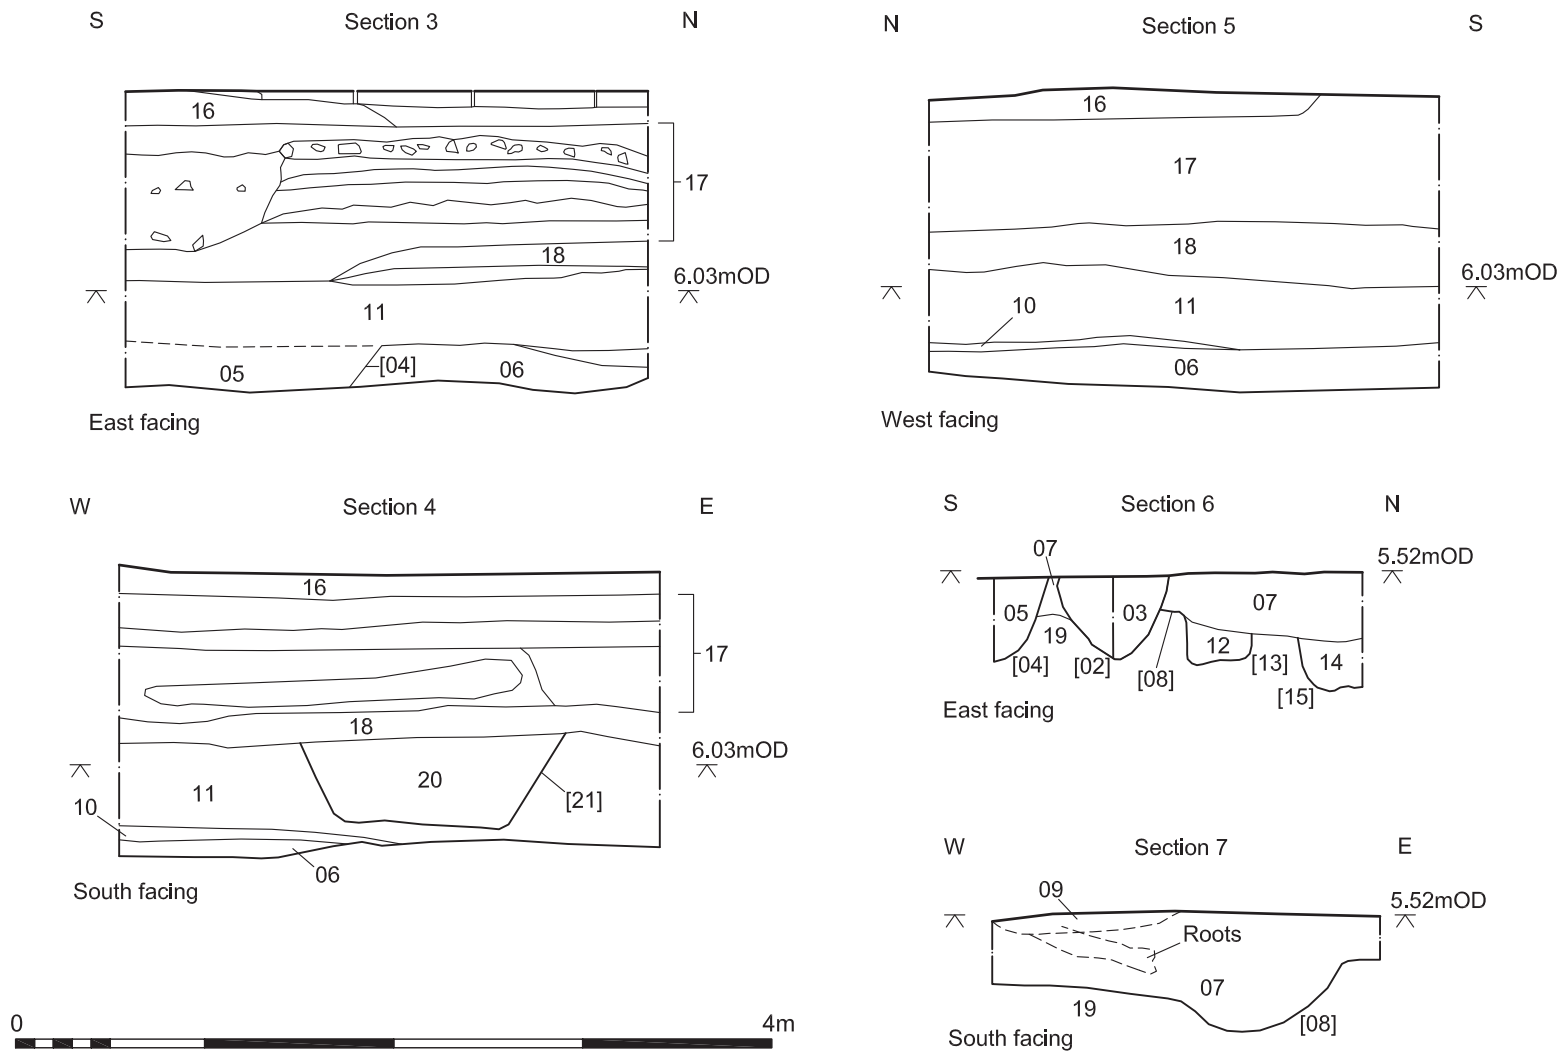 S Section 3 N
16
17
18
6.03mOD
11
05
[04]
06
East facing
N Section 5 S
16
17
18
6.03mOD
10
11
06
West facing
W Section 4 E
16
17
18
6.03mOD
20
11
[21]
10
06
South facing
S Section 6 N
07
5.52mOD
05
03
07
19
12
14
[04]
[02]
[08]
[13]
[15]
East facing
W Section 7 E
09
5.52mOD
Roots
07
19
[08]
South facing
0 4m